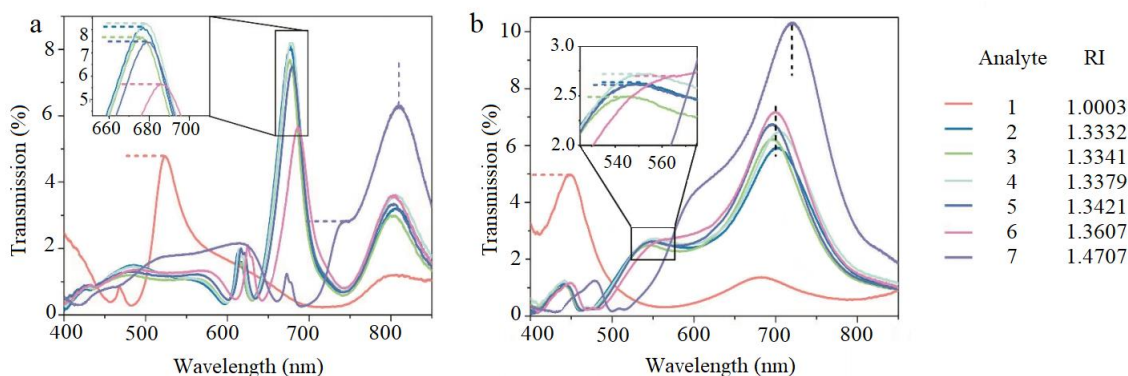 a
8
6
4
2
0
400 500 600 700 800
Transmission (%)
Wavelength (nm)
8
7
6
5
660 680 700
b
10
8
6
4
2
0
400 500 600 700 800
Transmission (%)
Wavelength (nm)
3.0
2.5
2.0
540 560
Analyte RI
1 1.0003
2 1.3332
3 1.3341
4 1.3379
5 1.3421
6 1.3607
7 1.4707